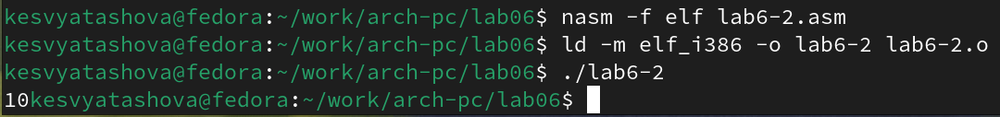 kesvyatashova@fedora:~/work/arch-pc/lab06$ nasm -f elf lab6-2.asm
kesvyatashova@fedora:~/work/arch-pc/lab06$ ld -m elf_i386 -o lab6-2 lab6-2.o
kesvyatashova@fedora:~/work/arch-pc/lab06$ ./lab6-2
10kesvyatashova@fedora:~/work/arch-pc/lab06$